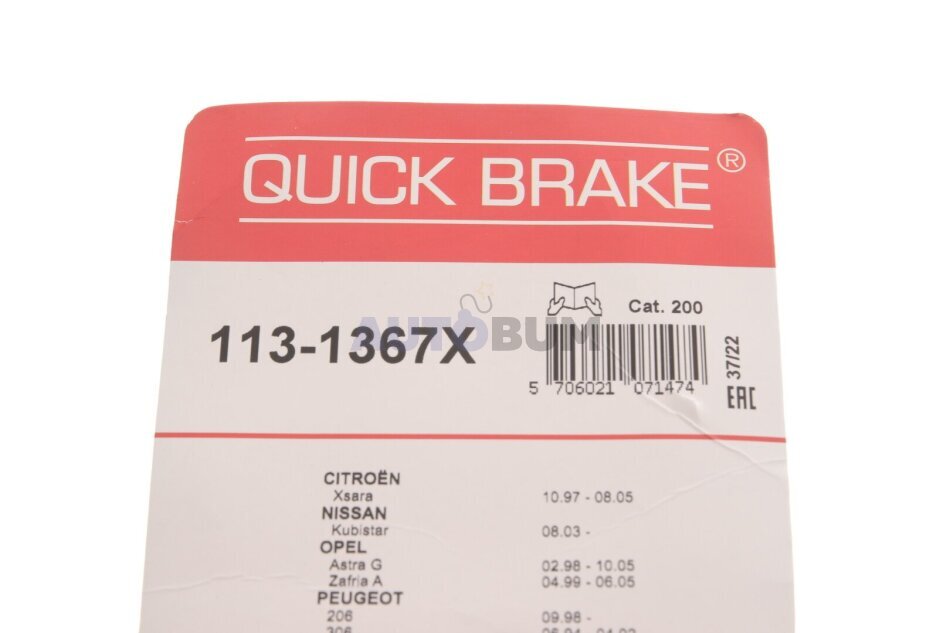 QUICK BRAKE®
Cat. 200
113-1367X
AUTOBUM
5 706021 071474
37/22
EAC
CITROËN
Xsara 10.97 - 08.05
NISSAN
Kubistar 08.03 -
OPEL
Astra G 02.98 - 10.05
Zafria A 04.99 - 06.05
PEUGEOT
206 09.98 -
306